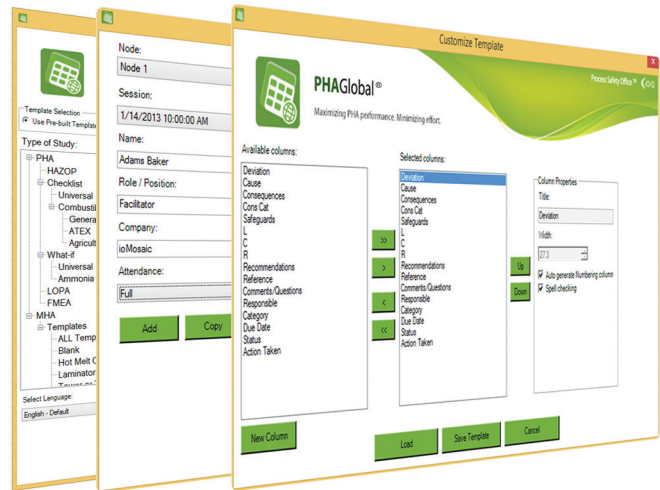 Template Selection
Use Pre-built Templat
Type of Study:
PHA
HAZOP
Checklist
Universal
Combustil
Genera
ATEX
Agricult
What-if
Universal
Ammonia
LOPA
FMEA
MHA
Templates
ALL Temp
Blank
Hot Melt C
Laminator
Select Language:
English - Default
Node:
Node 1
Session:
1/14/2013 10:00:00 AM
Name:
Adams Baker
Role / Position:
Facilitator
Company:
ioMosaic
Attendance:
Full
Add
Copy
Customize Template
x
PHAGlobal®
Maximizing PHA performance. Minimizing effort.
Process Safety Office™
Available columns:
Deviation
Cause
Consequences
Cons Cat
Safeguards
L
C
R
Recommendations
Reference
Comments/Questions
Responsible
Category
Due Date
Status
Action Taken
New Column
>>
>
<
<<
Selected columns:
Deviation
Cause
Consequences
Cons Cat
Safeguards
L
C
R
Recommendations
Reference
Comments/Questions
Responsible
Category
Due Date
Status
Action Taken
Up
Down
Column Properties
Title:
Deviation
Width:
27.3
Auto generate Numbering column
Spell checking
Load
Save Template
Cancel